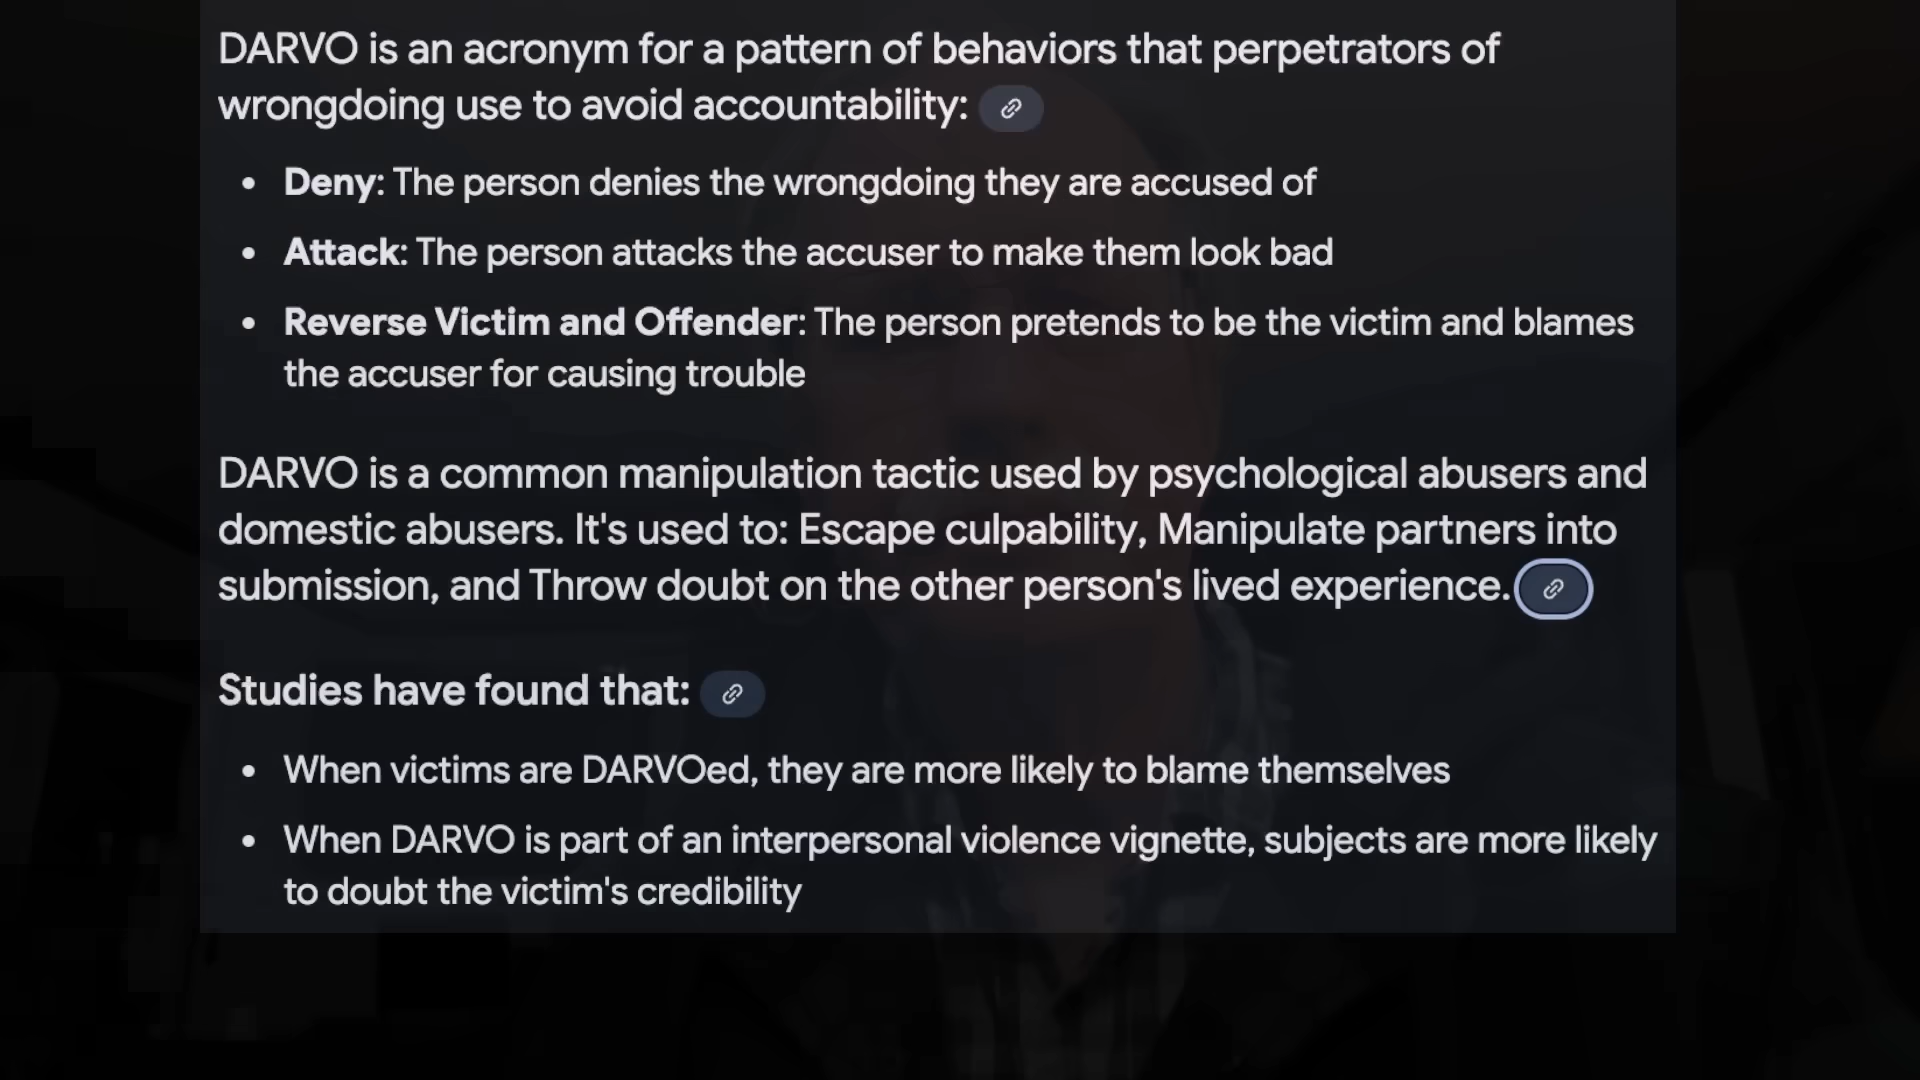 DARVO is an acronym for a pattern of behaviors that perpetrators of
wrongdoing use to avoid accountability:
• Deny: The person denies the wrongdoing they are accused of
• Attack: The person attacks the accuser to make them look bad
• Reverse Victim and Offender: The person pretends to be the victim and blames
the accuser for causing trouble
DARVO is a common manipulation tactic used by psychological abusers and
domestic abusers. It's used to: Escape culpability, Manipulate partners into
submission, and Throw doubt on the other person's lived experience.
Studies have found that:
• When victims are DARVOed, they are more likely to blame themselves
• When DARVO is part of an interpersonal violence vignette, subjects are more likely
to doubt the victim's credibility